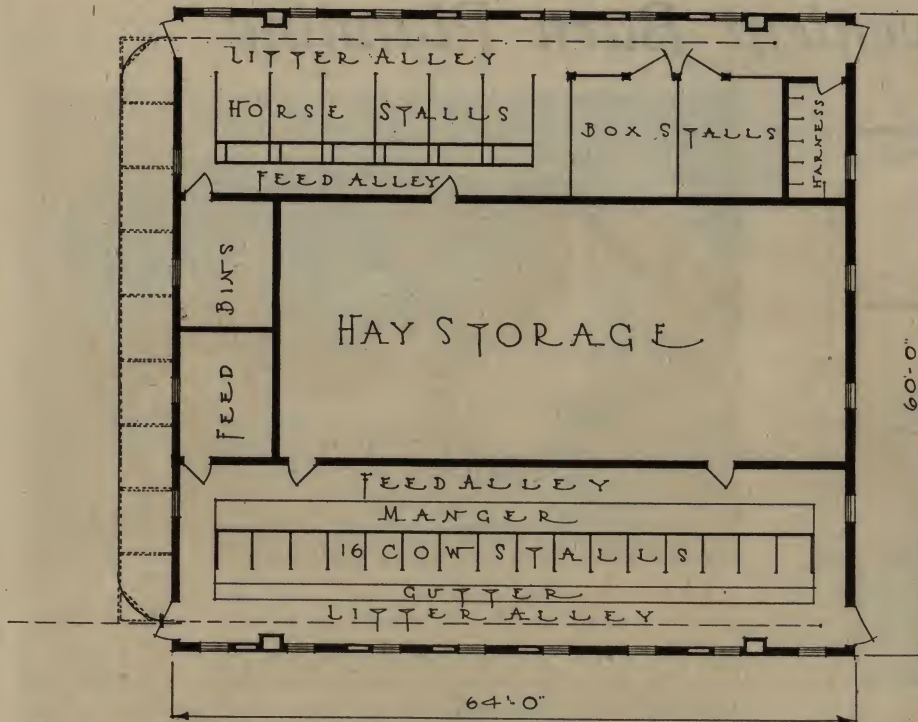 LITTER ALLEY
HORSE STALLS
BOX STALLS
HARNESS
FEED ALLEY
BINS
HAY STORAGE
FEED
60'-0"
FEED ALLEY
MANGER
16 COW STALLS
GUTTER
LITTER ALLEY
64'-0"